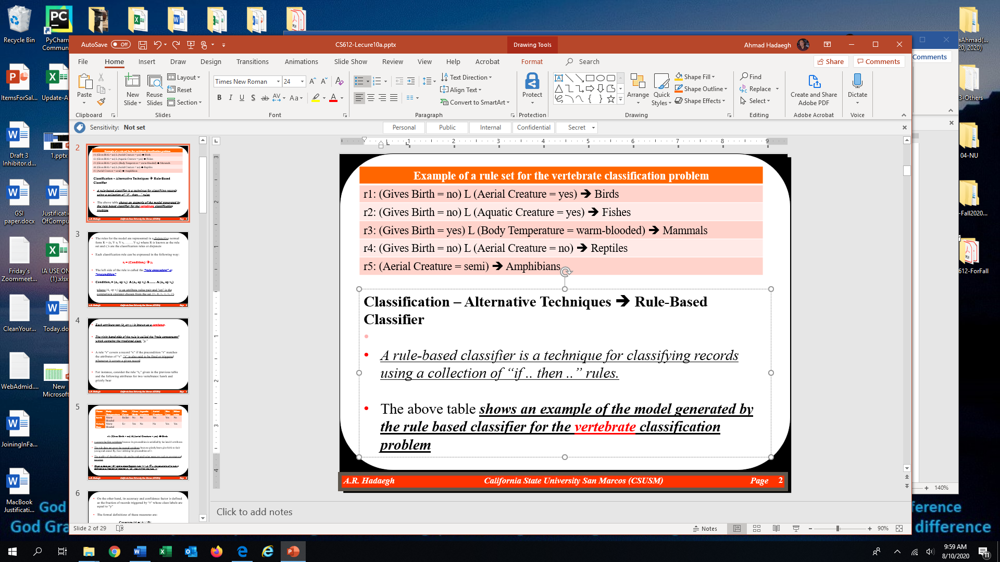 Recycle Bin
PyCharm
Commun...
AutoSave Off
CS612-Lecure10a.pptx
Drawing Tools
Ahmad Hadaegh
File Home Insert Draw Design Transitions Animations Slide Show Review View Help Acrobat Format Search
Share Comments
Comments
Paste
New Slide
Reuse Slides
Layout
Reset
Section
Times New Roman 24
Text Direction
Align Text
Convert to SmartArt
Arrange
Quick Styles
Shape Fill
Shape Outline
Shape Effects
Protect
Find
Replace
Select
Create and Share Adobe PDF
Dictate
Clipboard Slides Font Paragraph Protection Drawing Editing Adobe Acrobat Voice
Sensitivity: Not set
Personal Public Internal Confidential Secret
Example of a rule set for the vertebrate classification problem
r1: (Gives Birth = no) L (Aerial Creature = yes) ➔ Birds
r2: (Gives Birth = no) L (Aquatic Creature = yes) ➔ Fishes
r3: (Gives Birth = yes) L (Body Temperature = warm-blooded) ➔ Mammals
r4: (Gives Birth = no) L (Aerial Creature = no) ➔ Reptiles
r5: (Aerial Creature = semi) ➔ Amphibians
Classification – Alternative Techniques ➔ Rule-Based
Classifier
• A rule-based classifier is a technique for classifying records
using a collection of “if .. then ..” rules.
• The above table shows an example of the model generated by
the rule based classifier for the vertebrate classification
problem
A.R. Hadaegh California State University San Marcos (CSUSM) Page 2
Click to add notes
Slide 2 of 29
Notes
90%
140%
2
3
4
5
6
ItemsForSal...
Update-A
Draft 3
Inhibitor.d...
1.pptx
GSI
paper.docx
Justificati
OfCompu
Friday's
Zoommeet...
IA USE ON
(1).xlsx
CleanYour...
Today.do
WebAdmid....
New
Microsoft
JoiningInFa...
MacBook
Justificati...
3-Others
04-NU
-Fall2020...
612-ForFall
God
God Gra
ference
difference
9:59 AM
8/10/2020
11